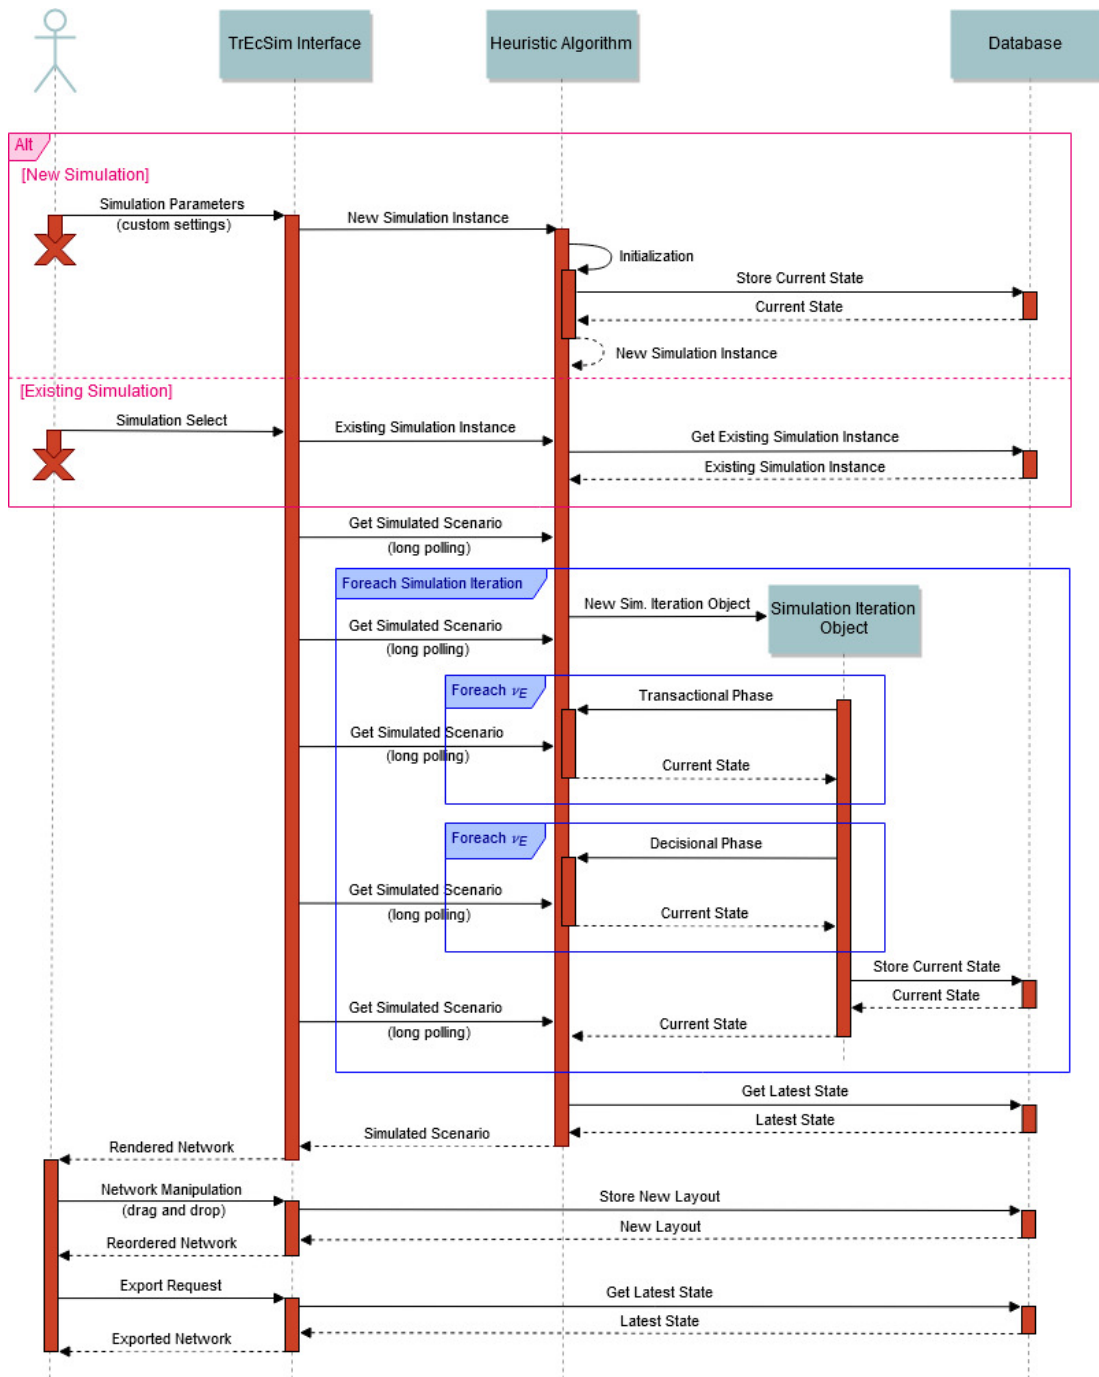 TrEcSim Interface
Heuristic Algorithm
Database
Alt
[New Simulation]
Simulation Parameters
(custom settings)
New Simulation Instance
Initialization
Store Current State
Current State
New Simulation Instance
[Existing Simulation]
Simulation Select
Existing Simulation Instance
Get Existing Simulation Instance
Existing Simulation Instance
Get Simulated Scenario
(long polling)
Foreach Simulation Iteration
New Sim. Iteration Object
Simulation Iteration
Object
Get Simulated Scenario
(long polling)
Foreach νE
Transactional Phase
Get Simulated Scenario
(long polling)
Current State
Foreach νE
Decisional Phase
Get Simulated Scenario
(long polling)
Current State
Store Current State
Current State
Get Simulated Scenario
(long polling)
Current State
Get Latest State
Latest State
Simulated Scenario
Rendered Network
Network Manipulation
(drag and drop)
Store New Layout
New Layout
Reordered Network
Export Request
Get Latest State
Latest State
Exported Network